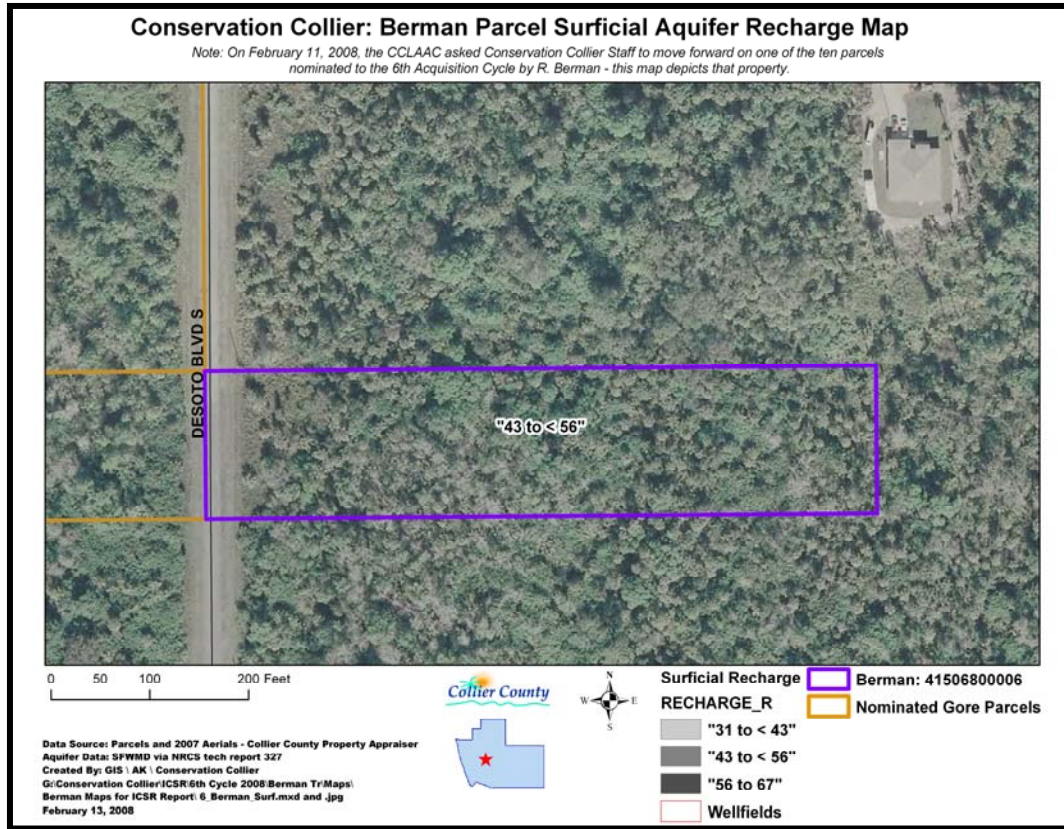 Conservation Collier: Berman Parcel Surficial Aquifer Recharge Map
Note: On February 11, 2008, the CCLAAC asked Conservation Collier Staff to move forward on one of the ten parcels
nominated to the 6th Acquisition Cycle by R. Berman - this map depicts that property.
DESOTO BLVD S
"43 to < 56"
0 50 100 200 Feet
Collier County
N
W E
S
Surficial Recharge
RECHARGE_R
"31 to < 43"
"43 to < 56"
"56 to 67"
Wellfields
Berman: 41506800006
Nominated Gore Parcels
Data Source: Parcels and 2007 Aerials - Collier County Property Appraiser
Aquifer Data: SFWMD via NRCS tech report 327
Created By: GIS \ AK \ Conservation Collier
G:\Conservation Collier\ICSR\6th Cycle 2008\Berman Tr\Maps\
Berman Maps for ICSR Report\ 6_Berman_Surf.mxd and .jpg
February 13, 2008